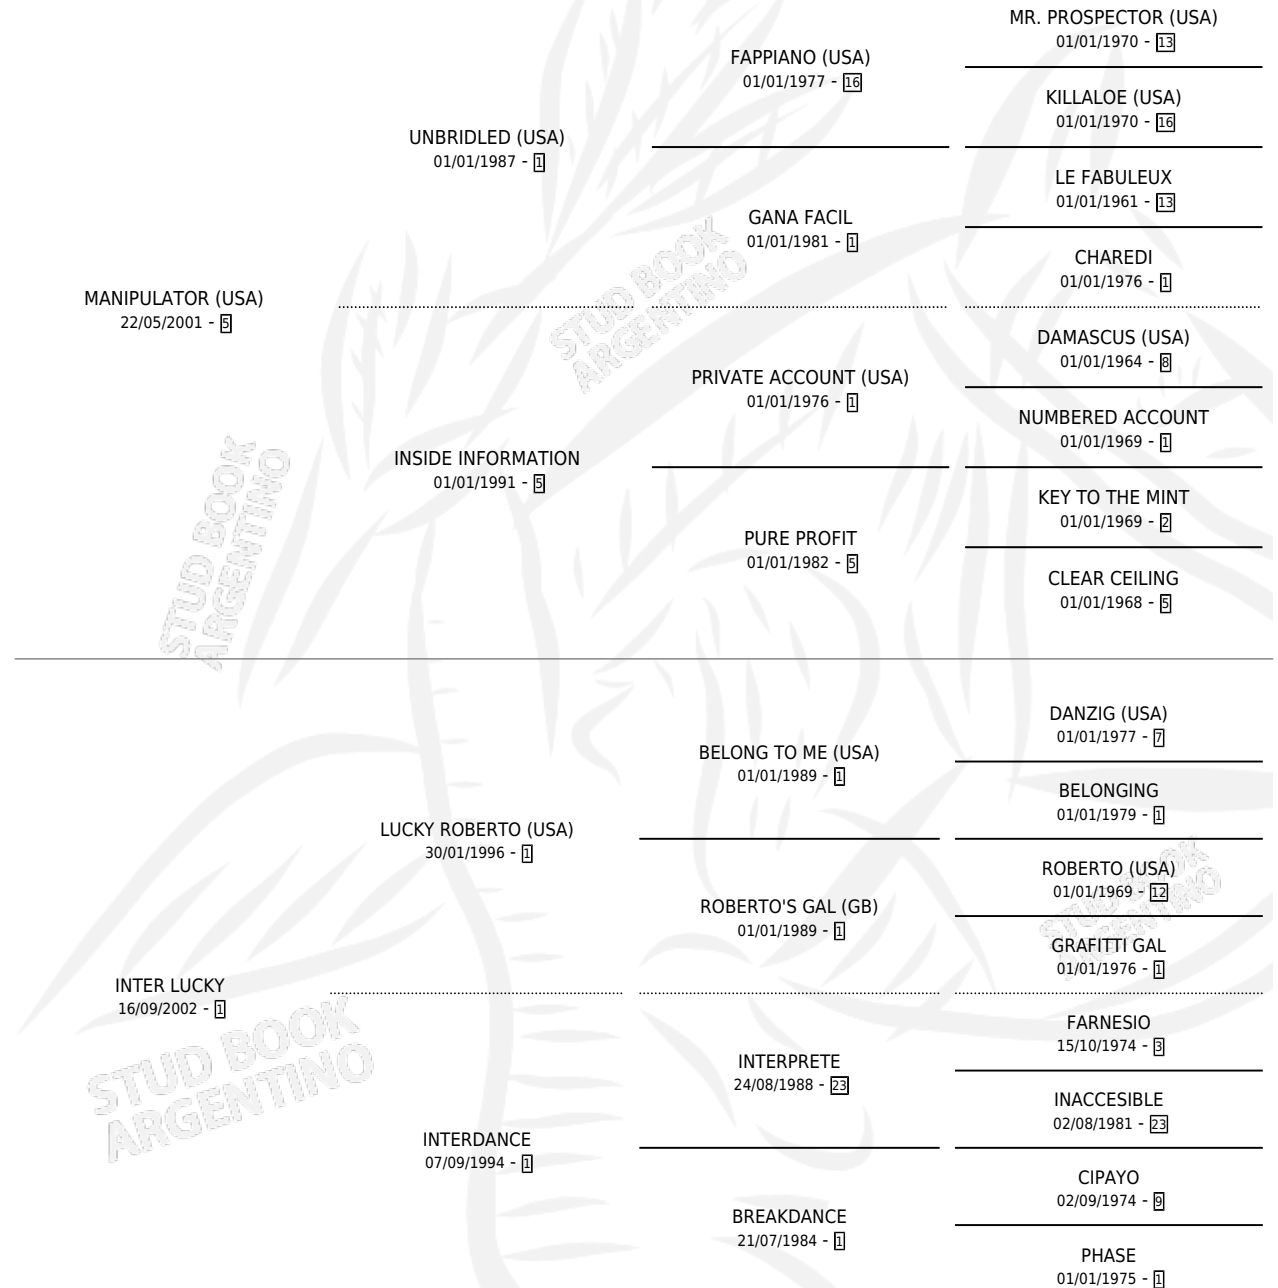 MR. PROSPECTOR (USA)
01/01/1970 - 13
FAPPIANO (USA)
01/01/1977 - 16
KILLALOE (USA)
01/01/1970 - 16
UNBRIDLED (USA)
01/01/1987 - 1
LE FABULEUX
01/01/1961 - 13
GANA FACIL
01/01/1981 - 1
CHAREDI
01/01/1976 - 1
MANIPULATOR (USA)
22/05/2001 - 5
STUD BOOK
ARGENTINO
DAMASCUS (USA)
01/01/1964 - 8
PRIVATE ACCOUNT (USA)
01/01/1976 - 1
NUMBERED ACCOUNT
01/01/1969 - 1
INSIDE INFORMATION
01/01/1991 - 5
KEY TO THE MINT
01/01/1969 - 2
PURE PROFIT
01/01/1982 - 5
CLEAR CEILING
01/01/1968 - 5
STUD BOOK
ARGENTINO
DANZIG (USA)
01/01/1977 - 7
BELONG TO ME (USA)
01/01/1989 - 1
BELONGING
01/01/1979 - 1
LUCKY ROBERTO (USA)
30/01/1996 - 1
ROBERTO (USA)
01/01/1969 - 12
ROBERTO'S GAL (GB)
01/01/1989 - 1
STUD BOOK
ARGENTINO
GRAFITTI GAL
01/01/1976 - 1
INTER LUCKY
16/09/2002 - 1
STUD BOOK
ARGENTINO
FARNESIO
15/10/1974 - 3
INTERPRETE
24/08/1988 - 23
INACCESIBLE
02/08/1981 - 23
INTERDANCE
07/09/1994 - 1
CIPAYO
02/09/1974 - 9
BREAKDANCE
21/07/1984 - 1
PHASE
01/01/1975 - 1